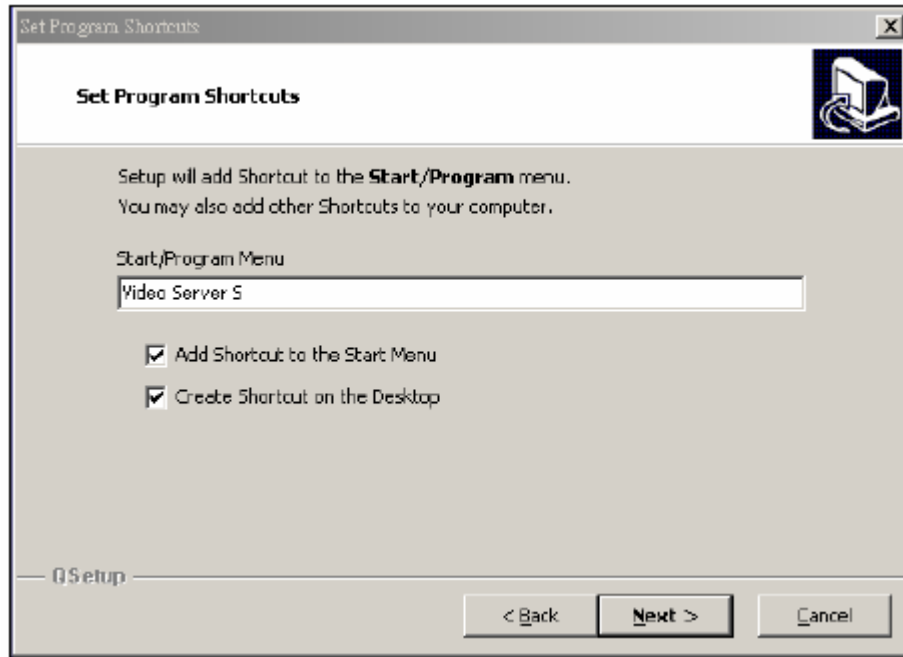 Set Program Shortcuts
Set Program Shortcuts
Setup will add Shortcut to the Start/Program menu.
You may also add other Shortcuts to your computer.
Start/Program Menu
Video Server S
Add Shortcut to the Start Menu
Create Shortcut on the Desktop
QSetup
< Back Next > Cancel